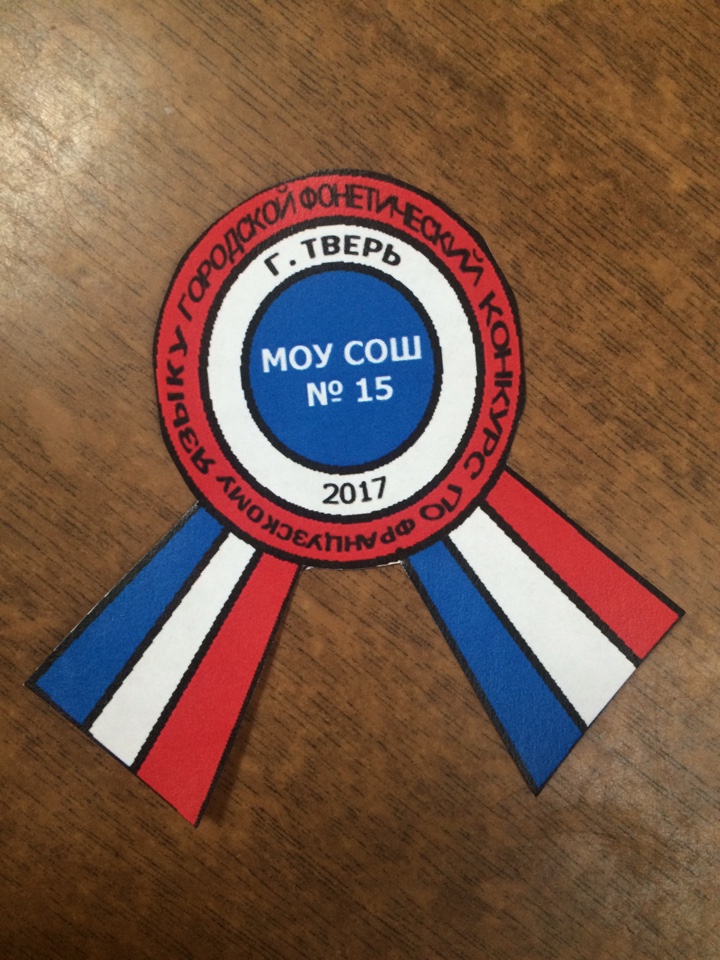 ГОРОДСКОЙ ФОНЕТИЧЕСКИЙ КОНКУРС ПО ФРАНЦУЗСКОМУ ЯЗЫКУ
Г. ТВЕРЬ
МОУ СОШ
№ 15
2017